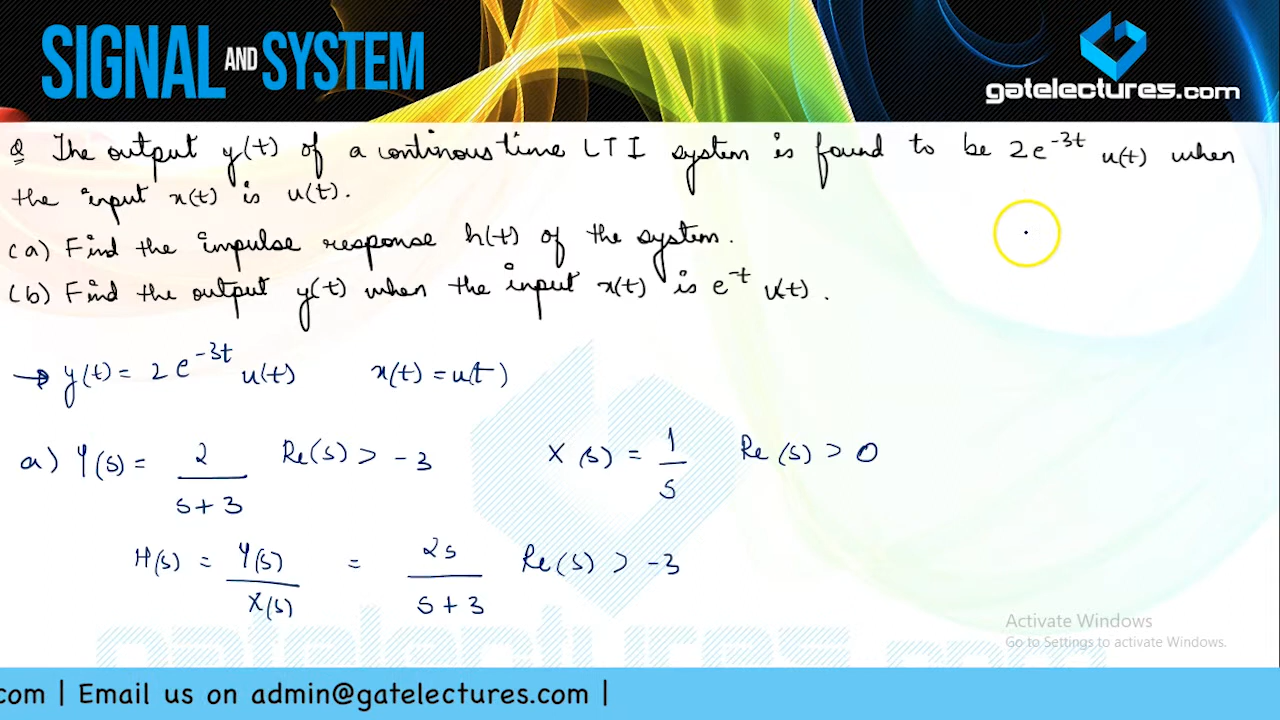 SIGNAL AND SYSTEM
gatelectures.com
Q The output y(t) of a continous time LTI system is found to be 2e^-3t u(t) when
the input x(t) is u(t).
(a) Find the impulse response h(t) of the system.
(b) Find the output y(t) when the input x(t) is e^-t u(t).
→ y(t) = 2e^-3t u(t) x(t) = u(t)
a) Y(s) = 2/(s+3) Re(s) > -3 X(s) = 1/s Re(s) > 0
H(s) = Y(s)/X(s) = 2s/(s+3) Re(s) > -3
Activate Windows
Go to Settings to activate Windows.
gatelectures.com
com | Email us on admin@gatelectures.com |